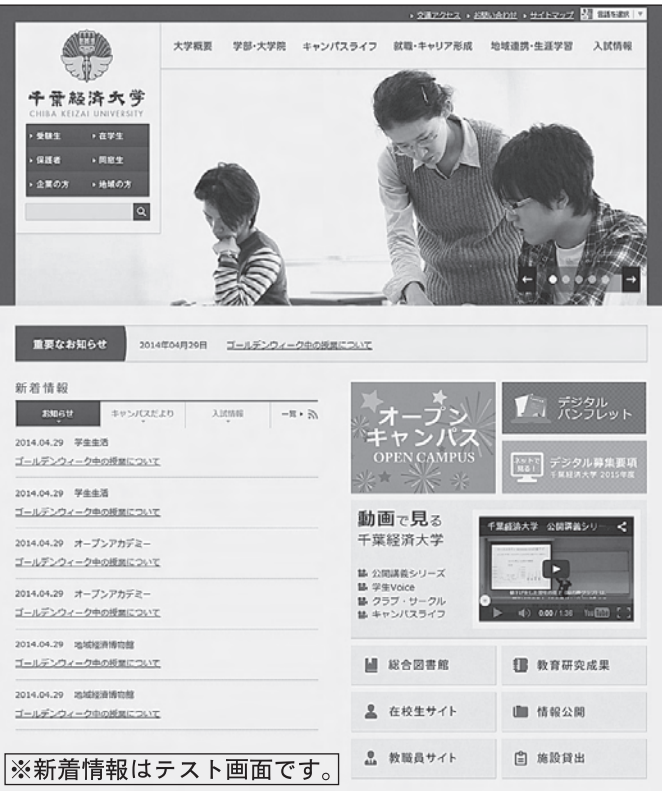 交通アクセス お問い合わせ サイトマップ 言語を選択
大学概要 学部・大学院 キャンパスライフ 就職・キャリア形成 地域連携・生涯学習 入試情報
千葉経済大学
CHIBA KEIZAI UNIVERSITY
受験生 在学生
保護者 同窓生
企業の方 地域の方
重要なお知らせ 2014年04月29日 ゴールデンウィーク中の授業について
新着情報
お知らせ キャンパスだより 入試情報 一覧
2014.04.29 学生生活
ゴールデンウィーク中の授業について
2014.04.29 学生生活
ゴールデンウィーク中の授業について
2014.04.29 オープンアカデミー
ゴールデンウィーク中の授業について
2014.04.29 オープンアカデミー
ゴールデンウィーク中の授業について
2014.04.29 地域経済博物館
ゴールデンウィーク中の授業について
2014.04.29 地域経済博物館
ゴールデンウィーク中の授業について
※新着情報はテスト画面です。
オープン
キャンパス
OPEN CAMPUS
デジタル
パンフレット
ネットで
見る!
デジタル募集要項
千葉経済大学 2015年度
動画で見る
千葉経済大学
公開講義シリーズ
学生Voice
クラブ・サークル
キャンパスライフ
千葉経済大学 公開講義シリ
0:00 / 1:36 YouTube
総合図書館 教育研究成果
在校生サイト 情報公開
教職員サイト 施設貸出